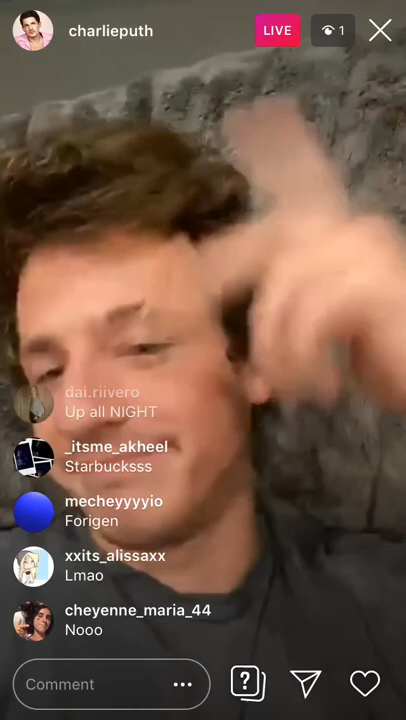 charlieputh
LIVE
1
dai.riivero
Up all NIGHT
_itsme_akheel
Starbucksss
mecheyyyyio
Forigen
xxits_alissaxx
Lmao
cheyenne_maria_44
Nooo
Comment